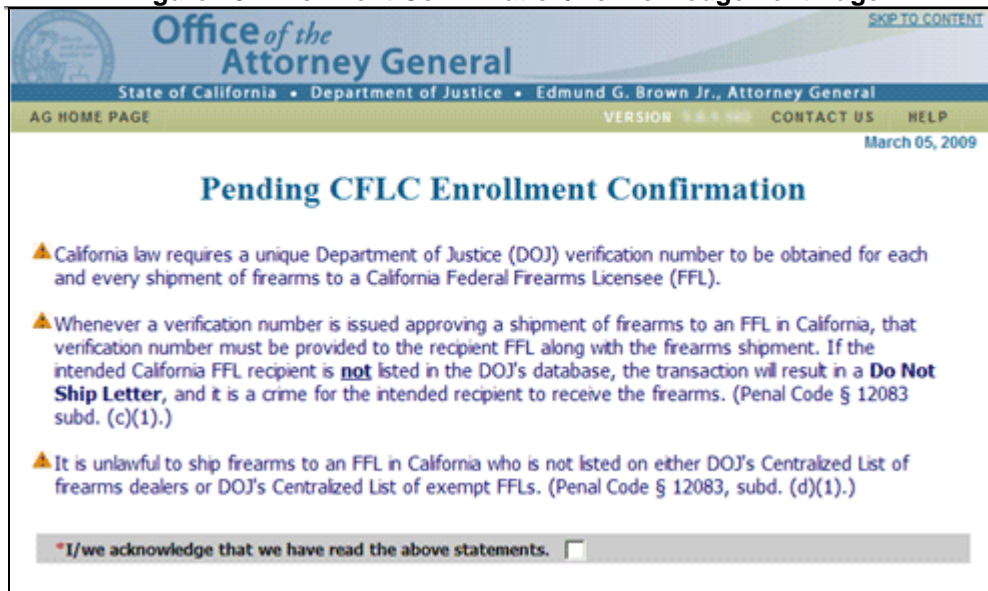 SKIP TO CONTENT
Office of the
Attorney General
State of California • Department of Justice • Edmund G. Brown Jr., Attorney General
AG HOME PAGE VERSION CONTACT US HELP
March 05, 2009
Pending CFLC Enrollment Confirmation
California law requires a unique Department of Justice (DOJ) verification number to be obtained for each
and every shipment of firearms to a California Federal Firearms Licensee (FFL).
Whenever a verification number is issued approving a shipment of firearms to an FFL in California, that
verification number must be provided to the recipient FFL along with the firearms shipment. If the
intended California FFL recipient is not listed in the DOJ's database, the transaction will result in a Do Not
Ship Letter, and it is a crime for the intended recipient to receive the firearms. (Penal Code § 12083
subd. (c)(1).)
It is unlawful to ship firearms to an FFL in California who is not listed on either DOJ's Centralized List of
firearms dealers or DOJ's Centralized List of exempt FFLs. (Penal Code § 12083, subd. (d)(1).)
*I/we acknowledge that we have read the above statements.